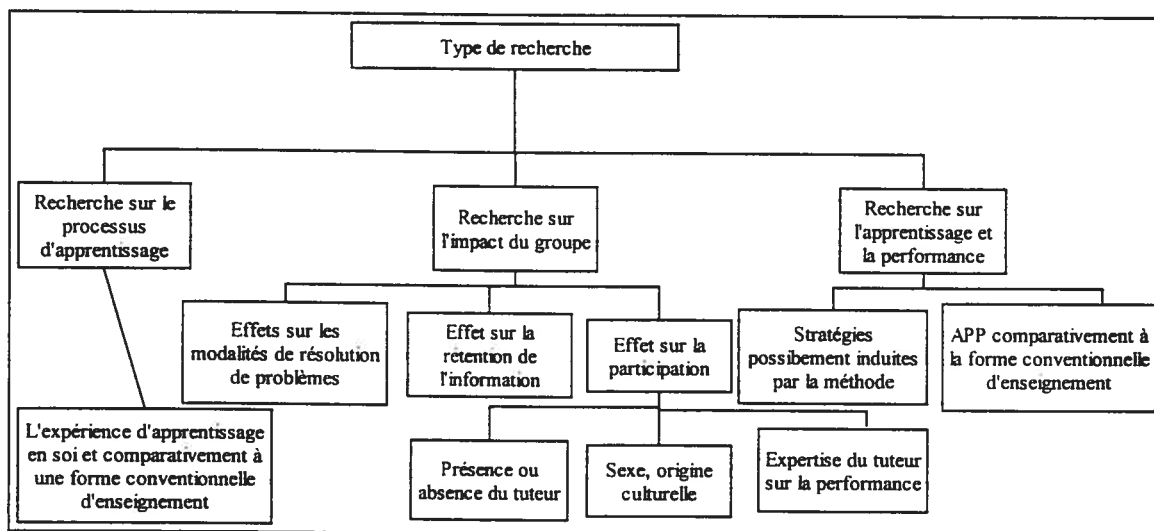 Type de recherche
Recherche sur le
processus
d'apprentissage
Recherche sur
l'impact du groupe
Recherche sur
l'apprentissage et
la performance
Effets sur les
modalités de résolution
de problèmes
Effet sur la
rétention de
l'information
Effet sur la
participation
Stratégies
possibement induites
par la méthode
APP comparativement à
la forme conventionnelle
d'enseignement
L'expérience d'apprentissage
en soi et comparativement à
une forme conventionnelle
d'enseignement
Présence ou
absence du tuteur
Sexe, origine
culturelle
Expertise du tuteur
sur la performance